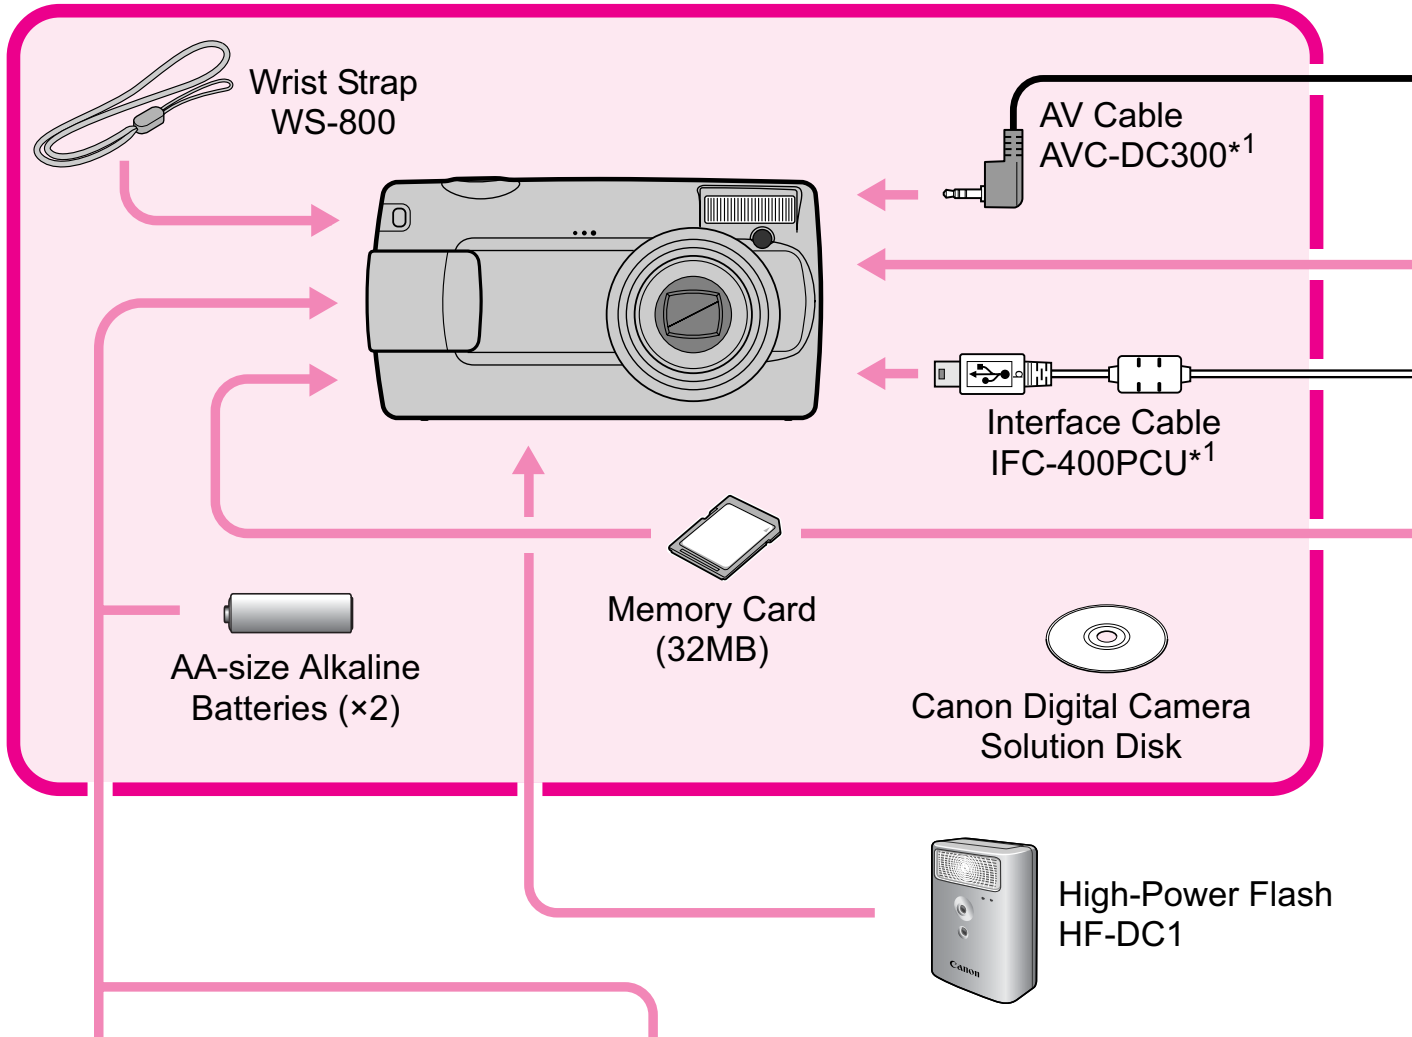 Wrist Strap
WS-800
AV Cable
AVC-DC300*1
Interface Cable
IFC-400PCU*1
Memory Card
(32MB)
AA-size Alkaline
Batteries (×2)
Canon Digital Camera
Solution Disk
High-Power Flash
HF-DC1
Canon